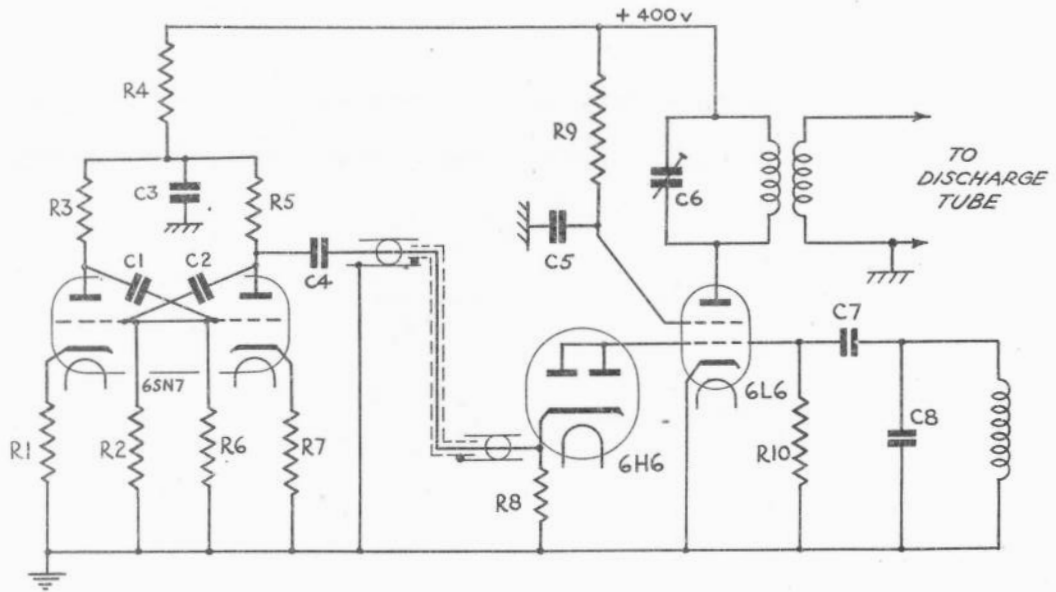 + 400 v
R4
R9
C3
R3
R5
C6
TO
DISCHARGE
TUBE
C1
C2
C4
C5
C7
6SN7
6L6
R1
R2
R6
R7
R8
6H6
R10
C8